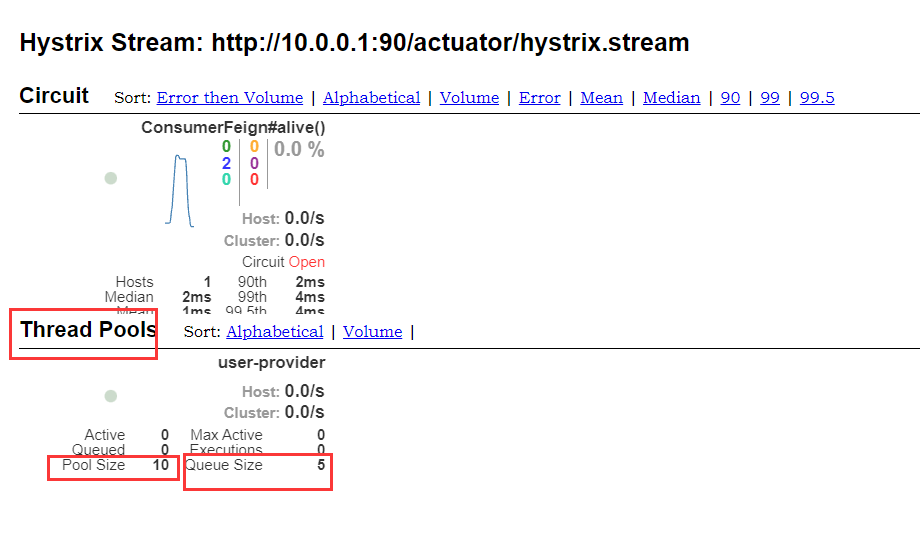 Hystrix Stream: http://10.0.0.1:90/actuator/hystrix.stream
Circuit Sort: Error then Volume | Alphabetical | Volume | Error | Mean | Median | 90 | 99 | 99.5
ConsumerFeign#alive()
0 0 0.0 %
2 0
0 0
Host: 0.0/s
Cluster: 0.0/s
Circuit Open
Hosts 1 90th 2ms
Median 2ms 99th 4ms
Mean 1ms 99.5th 4ms
Thread Pools Sort: Alphabetical | Volume |
user-provider
Host: 0.0/s
Cluster: 0.0/s
Active 0 Max Active 0
Queued 0 Executions 0
Pool Size 10 Queue Size 5